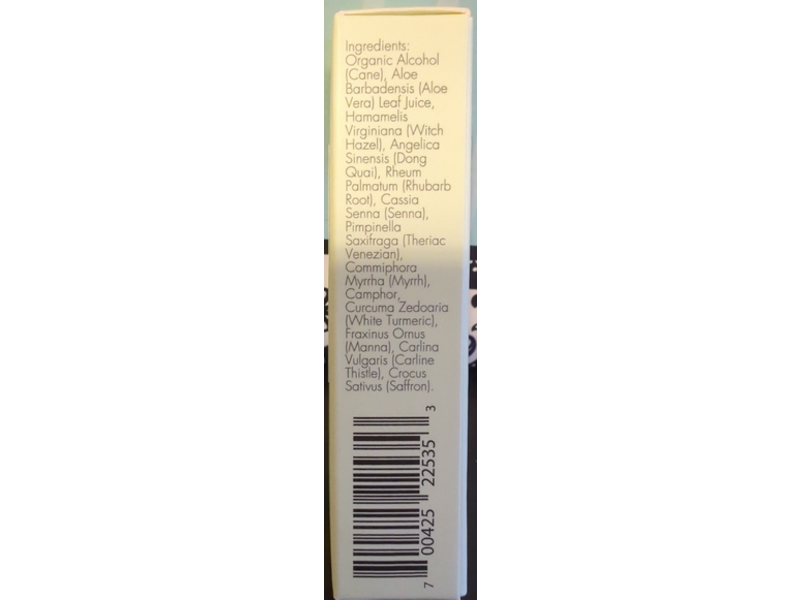 Ingredients:
Organic Alcohol
(Cane), Aloe
Barbadensis (Aloe
Vera) Leaf Juice,
Hamamelis
Virginiana (Witch
Hazel), Angelica
Sinensis (Dong
Quai), Rheum
Palmatum (Rhubarb
Root), Cassia
Senna (Senna),
Pimpinella
Saxifraga (Theriac
Venezian),
Commiphora
Myrrha (Myrrh),
Camphor,
Curcuma Zedoaria
(White Turmeric),
Fraxinus Ornus
(Manna), Carlina
Vulgaris (Carline
Thistle), Crocus
Sativus (Saffron).
7 00425 22535 3